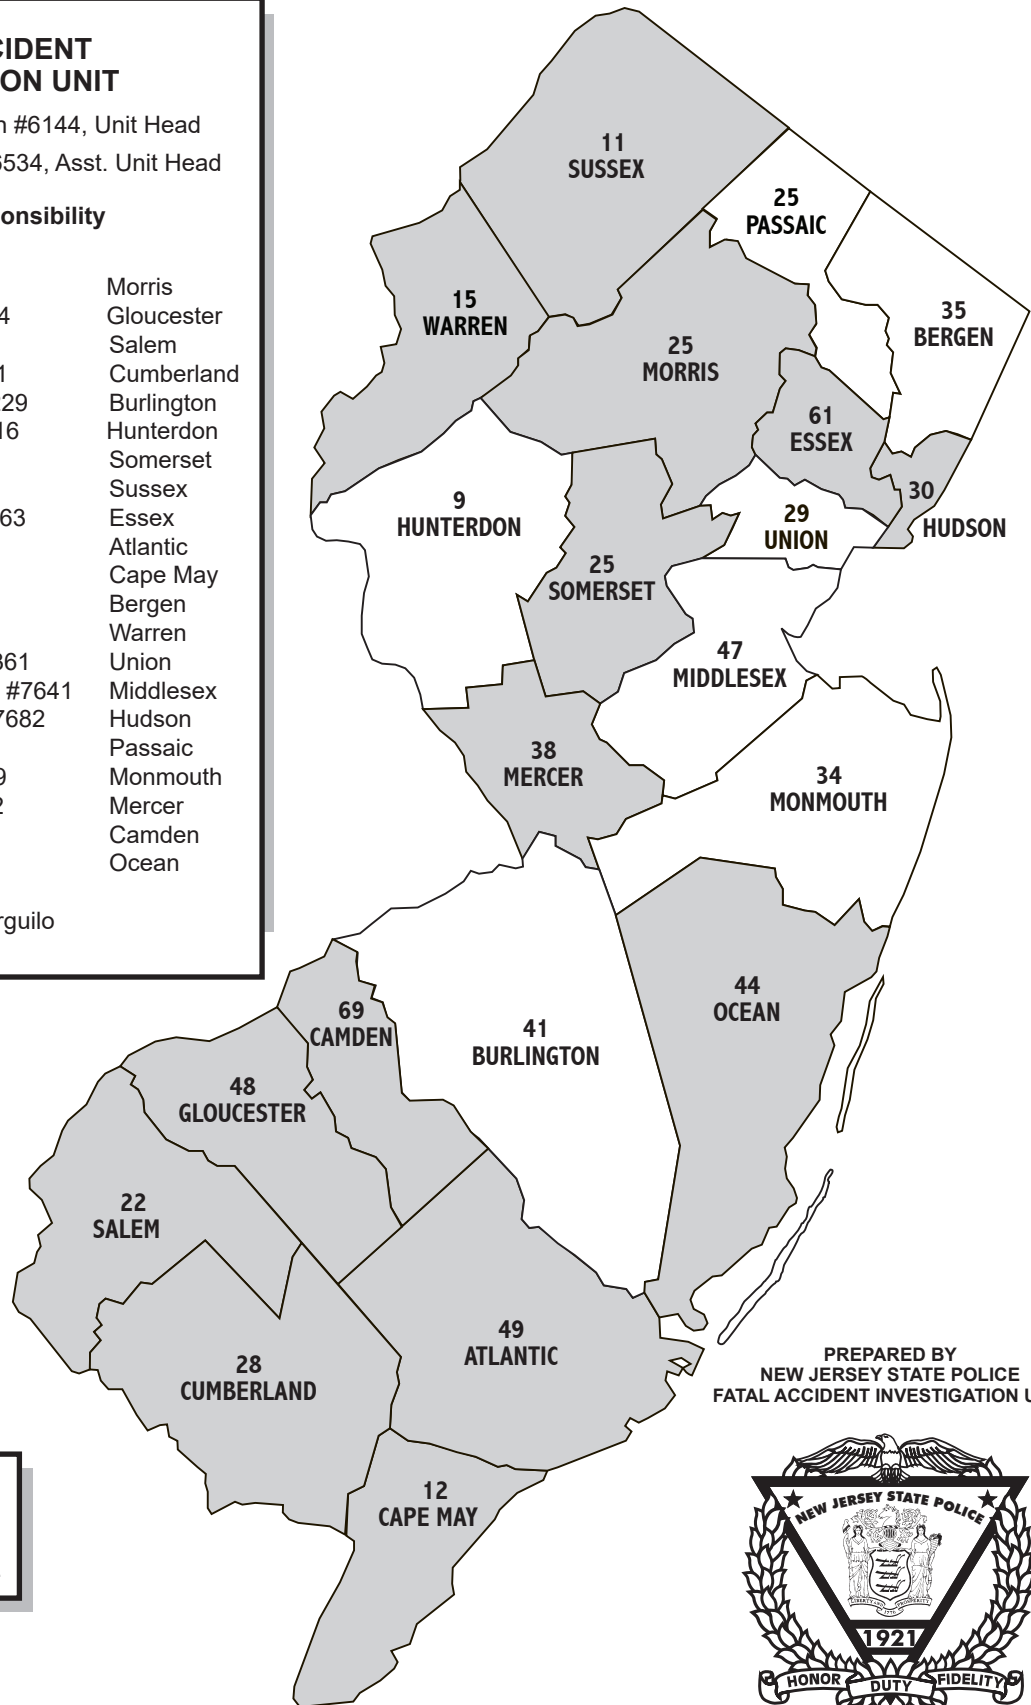 CIDENT
ON UNIT
n #6144, Unit Head
6534, Asst. Unit Head
onsibility
Morris
4 Gloucester
Salem
1 Cumberland
29 Burlington
16 Hunterdon
Somerset
Sussex
63 Essex
Atlantic
Cape May
Bergen
Warren
361 Union
#7641 Middlesex
7682 Hudson
Passaic
9 Monmouth
2 Mercer
Camden
Ocean
rguilo
11
SUSSEX
25
PASSAIC
15
WARREN
35
BERGEN
25
MORRIS
61
ESSEX
30
HUDSON
9
HUNTERDON
29
UNION
25
SOMERSET
47
MIDDLESEX
38
MERCER
34
MONMOUTH
44
OCEAN
69
CAMDEN
41
BURLINGTON
48
GLOUCESTER
22
SALEM
49
ATLANTIC
28
CUMBERLAND
12
CAPE MAY
PREPARED BY
NEW JERSEY STATE POLICE
FATAL ACCIDENT INVESTIGATION U
NEW JERSEY STATE POLICE
LIBERTY AND PROSPERITY
1776
1921
HONOR DUTY FIDELITY